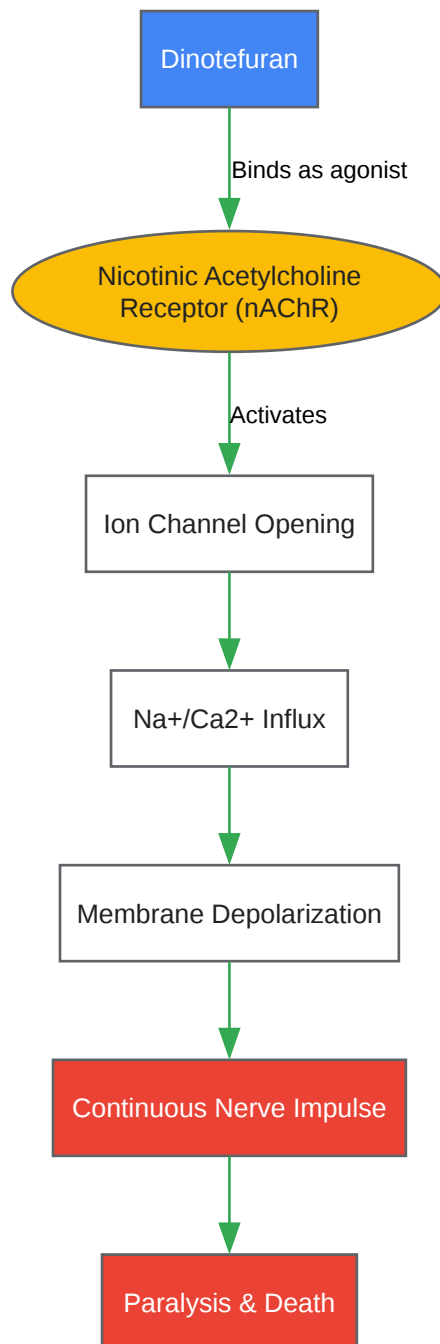 Dinotefuran
Binds as agonist
Nicotinic Acetylcholine
Receptor (nAChR)
Activates
Ion Channel Opening
Na+/Ca2+ Influx
Membrane Depolarization
Continuous Nerve Impulse
Paralysis & Death